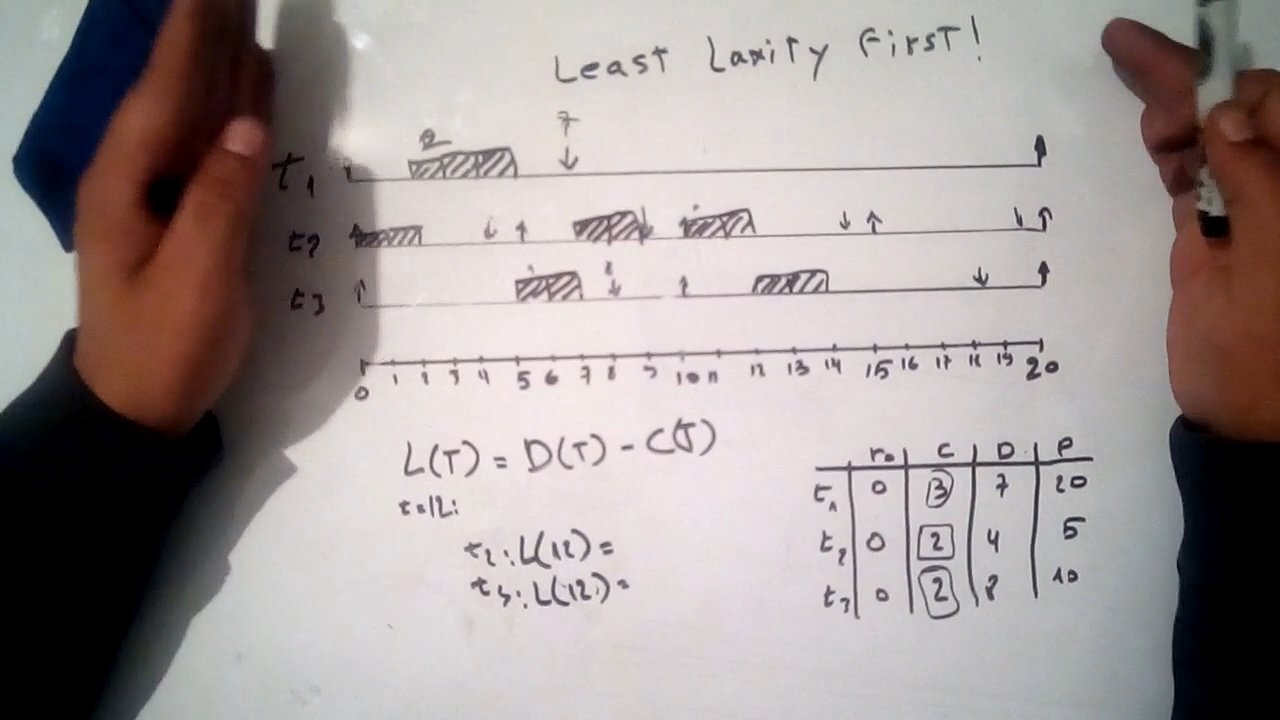 Least Laxity First!
2
7
t1
t2
t3
0 1 2 3 4 5 6 7 8 9 10 11 12 13 14 15 16 17 18 19 20
L(T) = D(T) - C(T)
t=12:
t2: L(12)=
t3: L(12)=
r0 C D P
t1 0 3 7 20
t2 0 2 4 5
t3 0 2 8 10